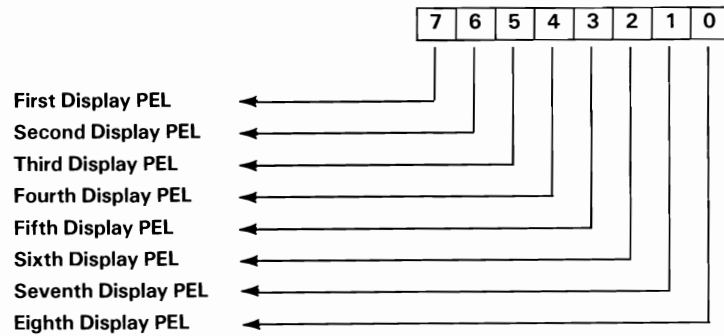 7 6 5 4 3 2 1 0
First Display PEL
Second Display PEL
Third Display PEL
Fourth Display PEL
Fifth Display PEL
Sixth Display PEL
Seventh Display PEL
Eighth Display PEL